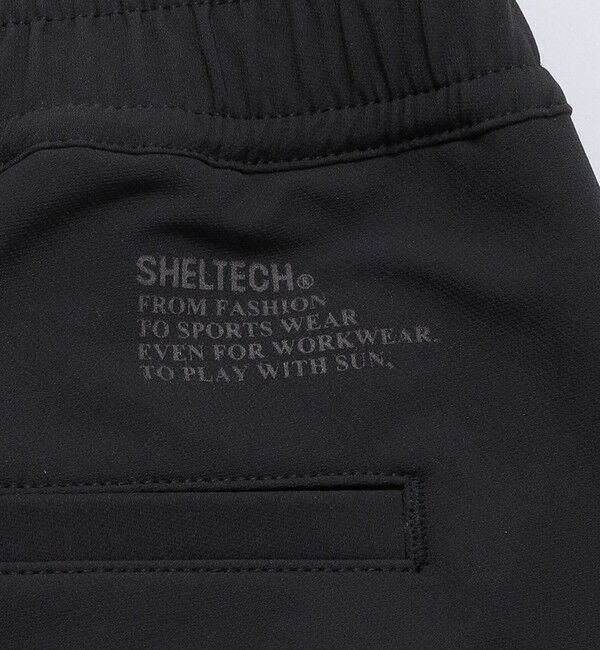 SHELTECH®
FROM FASHION
TO SPORTS WEAR
EVEN FOR WORKWEAR.
TO PLAY WITH SUN.